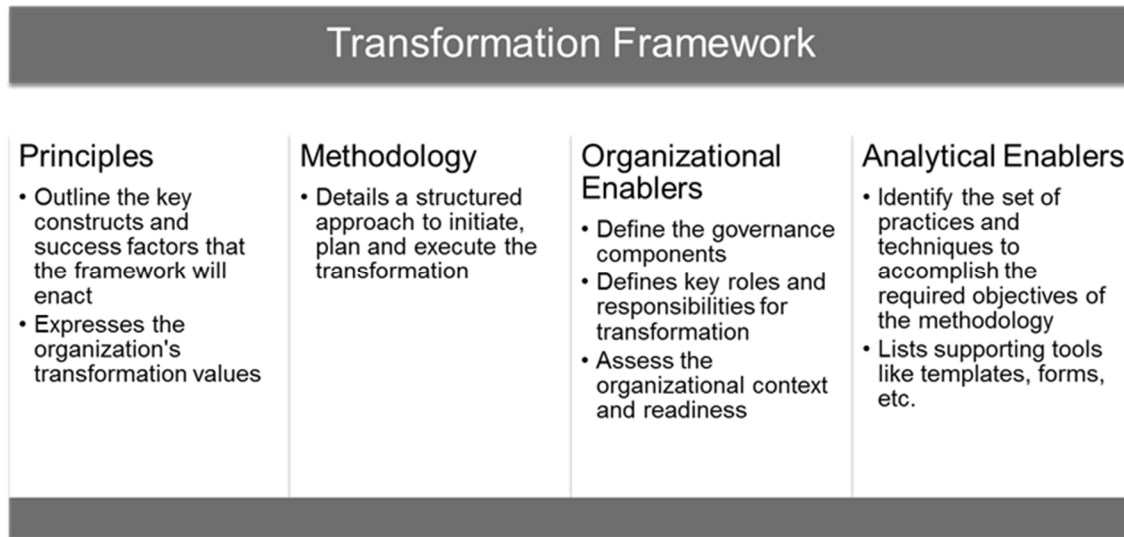 Transformation Framework
Principles
• Outline the key
constructs and
success factors that
the framework will
enact
• Expresses the
organization's
transformation values
Methodology
• Details a structured
approach to initiate,
plan and execute the
transformation
Organizational
Enablers
• Define the governance
components
• Defines key roles and
responsibilities for
transformation
• Assess the
organizational context
and readiness
Analytical Enablers
• Identify the set of
practices and
techniques to
accomplish the
required objectives of
the methodology
• Lists supporting tools
like templates, forms,
etc.